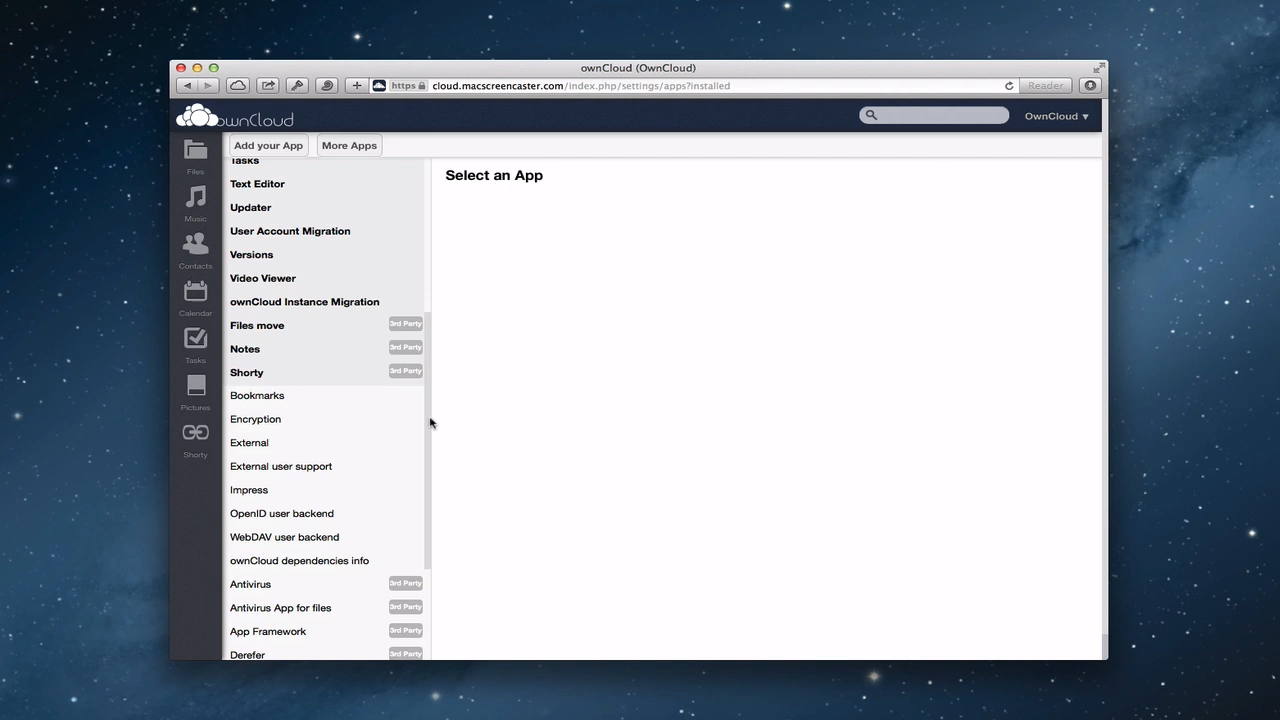 ownCloud (OwnCloud)
https cloud.macscreencaster.com/index.php/settings/apps?installed
Reader
ownCloud
OwnCloud ▼
Add your App
More Apps
Files
Music
Contacts
Calendar
Tasks
Pictures
Shorty
Tasks
Text Editor
Updater
User Account Migration
Versions
Video Viewer
ownCloud Instance Migration
Files move 3rd Party
Notes 3rd Party
Shorty 3rd Party
Bookmarks
Encryption
External
External user support
Impress
OpenID user backend
WebDAV user backend
ownCloud dependencies info
Antivirus 3rd Party
Antivirus App for files 3rd Party
App Framework 3rd Party
Derefer 3rd Party
Select an App